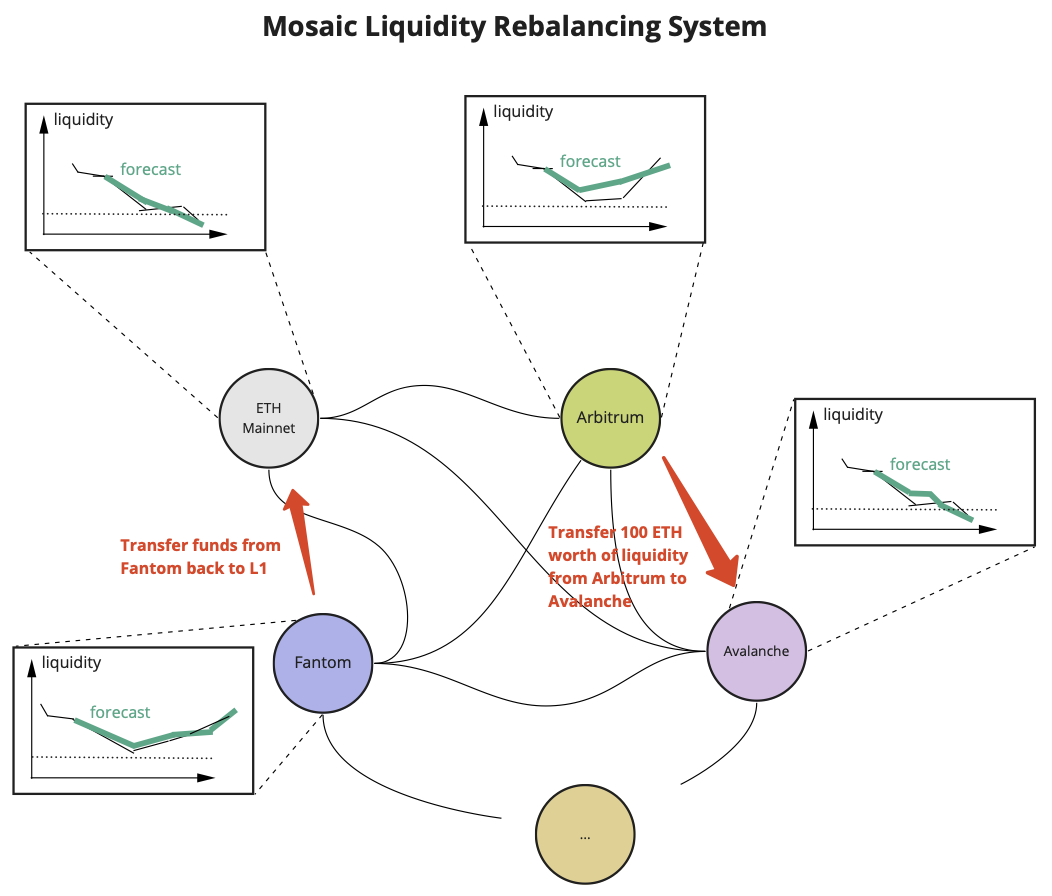 Mosaic Liquidity Rebalancing System
liquidity
forecast
liquidity
forecast
ETH
Mainnet
Arbitrum
liquidity
forecast
Transfer funds from
Fantom back to L1
Transfer 100 ETH
worth of liquidity
from Arbitrum to
Avalanche
Fantom
Avalanche
liquidity
forecast
...